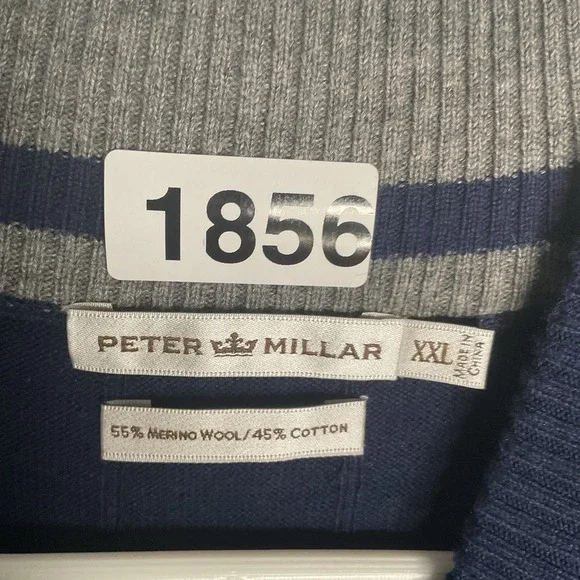 1856
PETER MILLAR XXL MADE IN CHINA
55% MERINO WOOL/45% COTTON